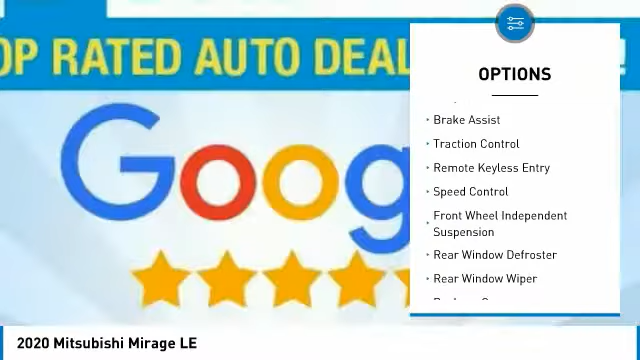 OP RATED AUTO DEAL
!
Goog
OPTIONS
Brake Assist
Traction Control
Remote Keyless Entry
Speed Control
Front Wheel Independent
Suspension
Rear Window Defroster
Rear Window Wiper
2020 Mitsubishi Mirage LE